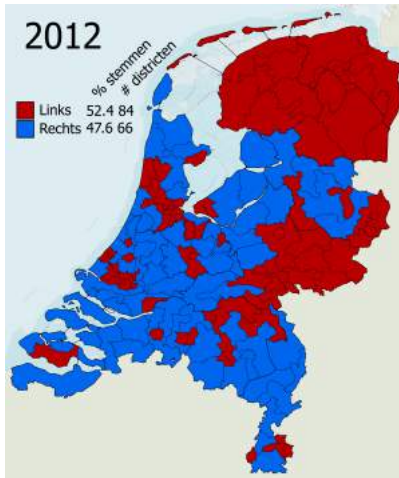 2012
% stemmen
# districten
Links 52.4 84
Rechts 47.6 66